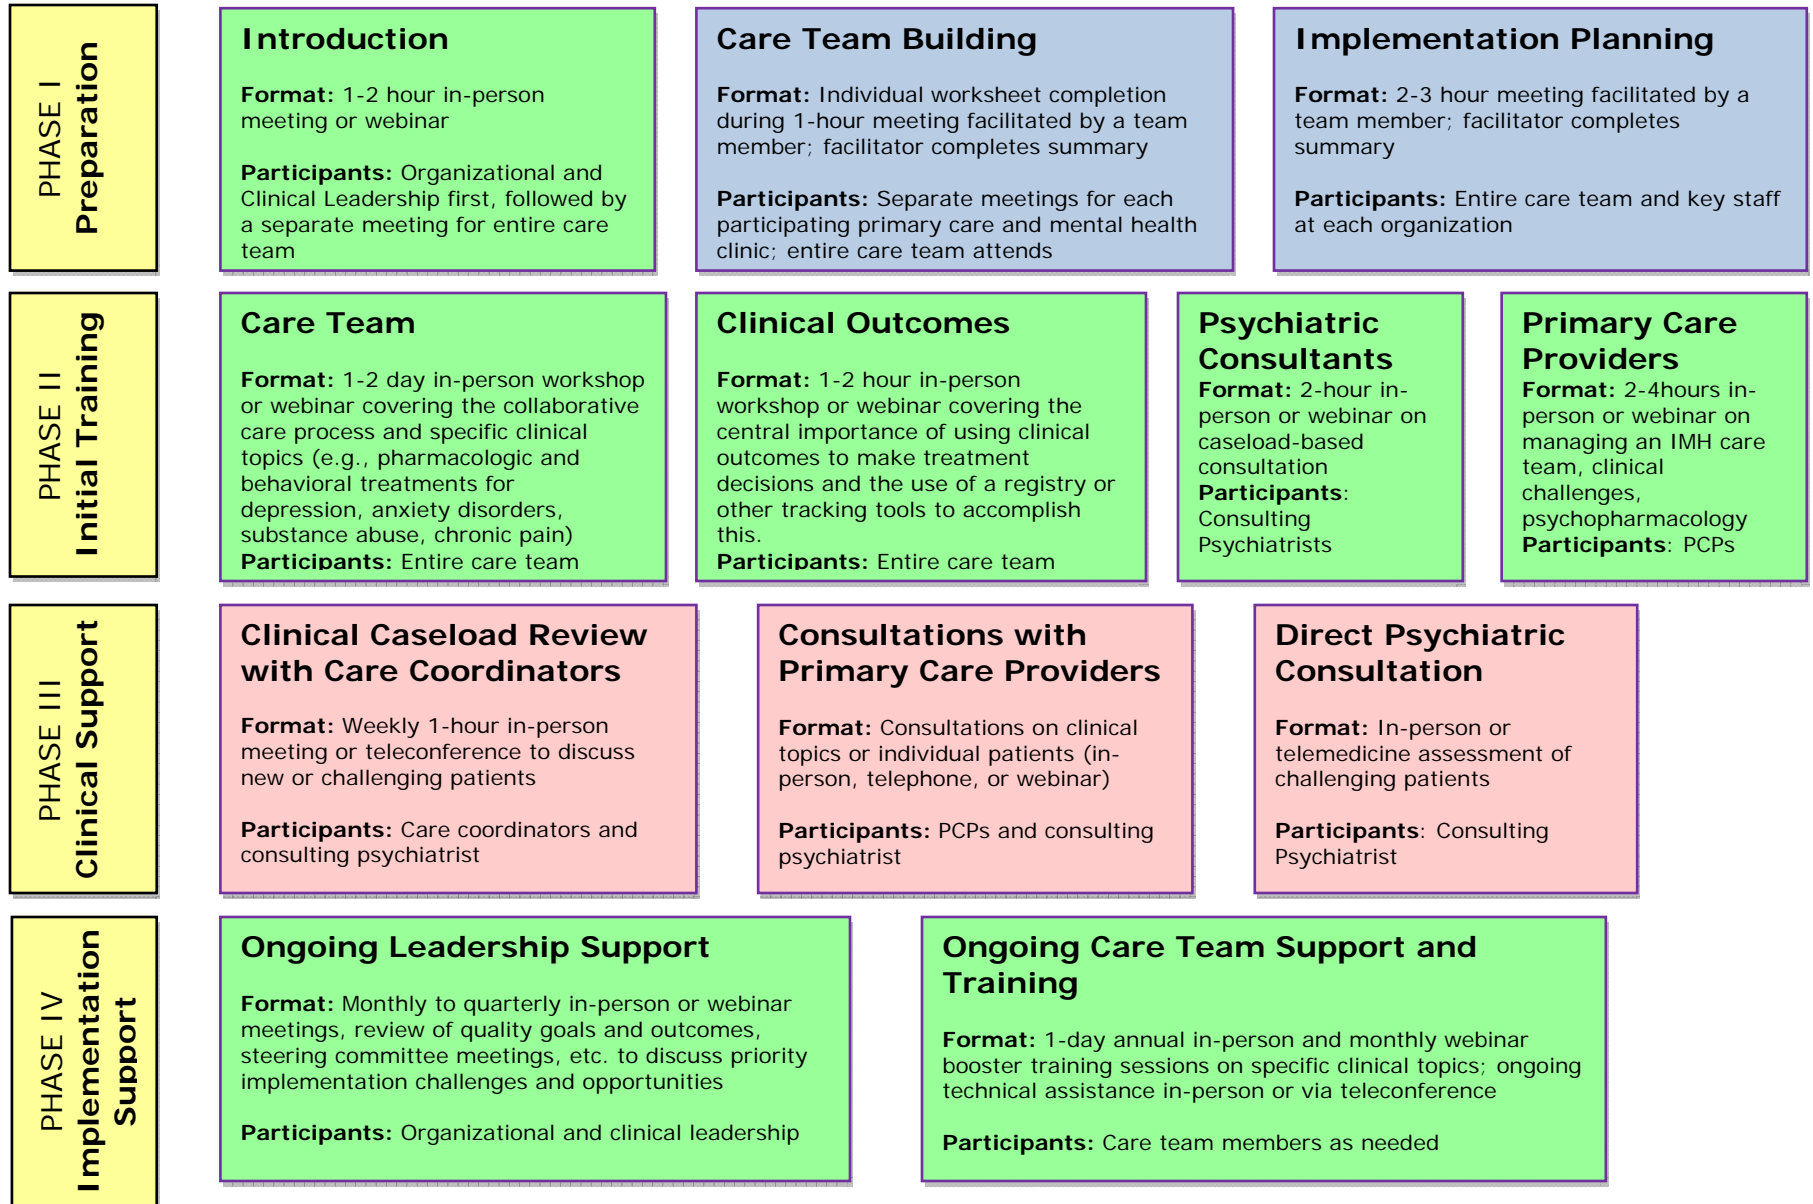 PHASE I
Preparation
Introduction
Format: 1-2 hour in-person
meeting or webinar
Participants: Organizational and
Clinical Leadership first, followed by
a separate meeting for entire care
team
Care Team Building
Format: Individual worksheet completion
during 1-hour meeting facilitated by a team
member; facilitator completes summary
Participants: Separate meetings for each
participating primary care and mental health
clinic; entire care team attends
Implementation Planning
Format: 2-3 hour meeting facilitated by a
team member; facilitator completes
summary
Participants: Entire care team and key staff
at each organization
PHASE II
Initial Training
Care Team
Format: 1-2 day in-person workshop
or webinar covering the collaborative
care process and specific clinical
topics (e.g., pharmacologic and
behavioral treatments for
depression, anxiety disorders,
substance abuse, chronic pain)
Participants: Entire care team
Clinical Outcomes
Format: 1-2 hour in-person
workshop or webinar covering the
central importance of using clinical
outcomes to make treatment
decisions and the use of a registry or
other tracking tools to accomplish
this.
Participants: Entire care team
Psychiatric
Consultants
Format: 2-hour in-
person or webinar on
caseload-based
consultation
Participants:
Consulting
Psychiatrists
Primary Care
Providers
Format: 2-4hours in-
person or webinar on
managing an IMH care
team, clinical
challenges,
psychopharmacology
Participants: PCPs
PHASE III
Clinical Support
Clinical Caseload Review
with Care Coordinators
Format: Weekly 1-hour in-person
meeting or teleconference to discuss
new or challenging patients
Participants: Care coordinators and
consulting psychiatrist
Consultations with
Primary Care Providers
Format: Consultations on clinical
topics or individual patients (in-
person, telephone, or webinar)
Participants: PCPs and consulting
psychiatrist
Direct Psychiatric
Consultation
Format: In-person or
telemedicine assessment of
challenging patients
Participants: Consulting
Psychiatrist
PHASE IV
Implementation
Support
Ongoing Leadership Support
Format: Monthly to quarterly in-person or webinar
meetings, review of quality goals and outcomes,
steering committee meetings, etc. to discuss priority
implementation challenges and opportunities
Participants: Organizational and clinical leadership
Ongoing Care Team Support and
Training
Format: 1-day annual in-person and monthly webinar
booster training sessions on specific clinical topics; ongoing
technical assistance in-person or via teleconference
Participants: Care team members as needed